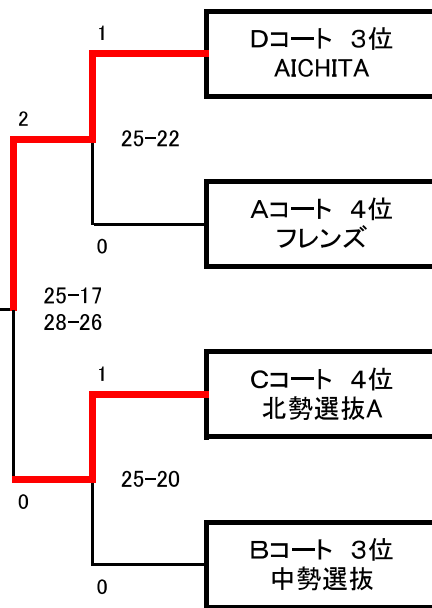 1
Dコート 3位
AICHITA
2
25-22
Aコート 4位
フレンズ
0
25-17
28-26
1
Cコート 4位
北勢選抜A
25-20
0
Bコート 3位
中勢選抜
0